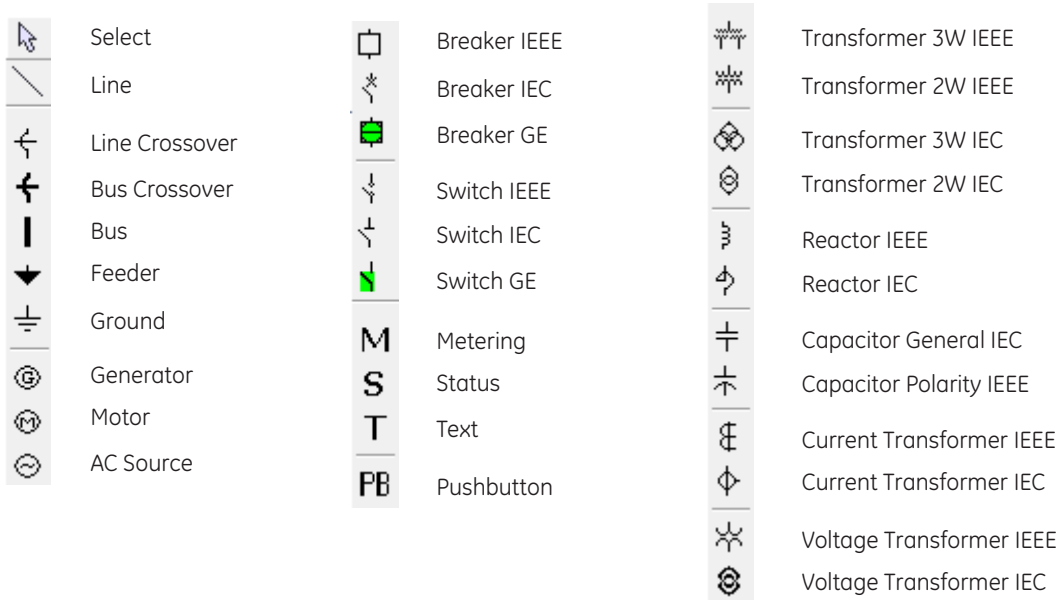 Select
Line
Line Crossover
Bus Crossover
Bus
Feeder
Ground
G Generator
M Motor
AC Source
Breaker IEEE
Breaker IEC
Breaker GE
Switch IEEE
Switch IEC
Switch GE
M Metering
S Status
T Text
PB Pushbutton
Transformer 3W IEEE
Transformer 2W IEEE
Transformer 3W IEC
Transformer 2W IEC
Reactor IEEE
Reactor IEC
Capacitor General IEC
Capacitor Polarity IEEE
Current Transformer IEEE
Current Transformer IEC
Voltage Transformer IEEE
Voltage Transformer IEC